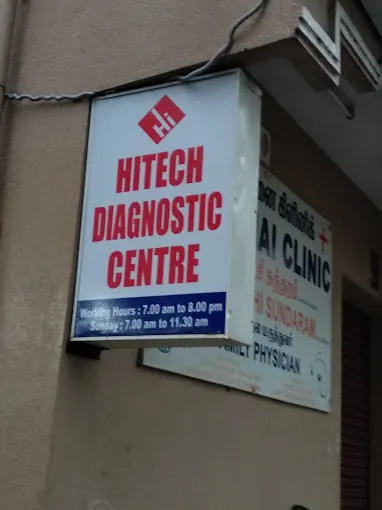 Hi
HITECH
DIAGNOSTIC
CENTRE
Working Hours : 7.00 am to 8.00 pm
Sunday : 7.00 am to 11.30 am
கிளினிக்
AI CLINIC
HI SUNDARAM
PHYSICIAN